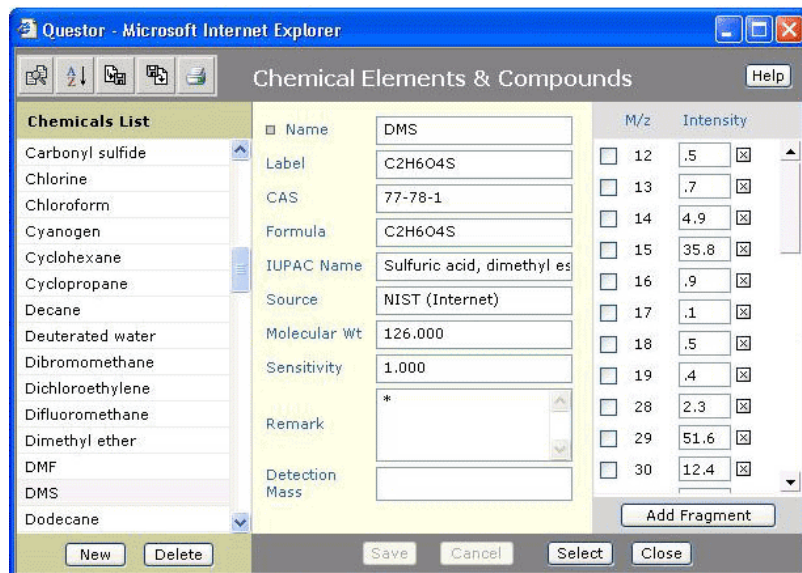 Questor - Microsoft Internet Explorer
Chemical Elements & Compounds
Help
Chemicals List
Carbonyl sulfide
Chlorine
Chloroform
Cyanogen
Cyclohexane
Cyclopropane
Decane
Deuterated water
Dibromomethane
Dichloroethylene
Difluoromethane
Dimethyl ether
DMF
DMS
Dodecane
New Delete
Name DMS
Label C2H6O4S
CAS 77-78-1
Formula C2H6O4S
IUPAC Name Sulfuric acid, dimethyl es
Source NIST (Internet)
Molecular Wt 126.000
Sensitivity 1.000
Remark *
Detection
Mass
M/z Intensity
12 .5
13 .7
14 4.9
15 35.8
16 .9
17 .1
18 .5
19 .4
28 2.3
29 51.6
30 12.4
Add Fragment
Save Cancel Select Close